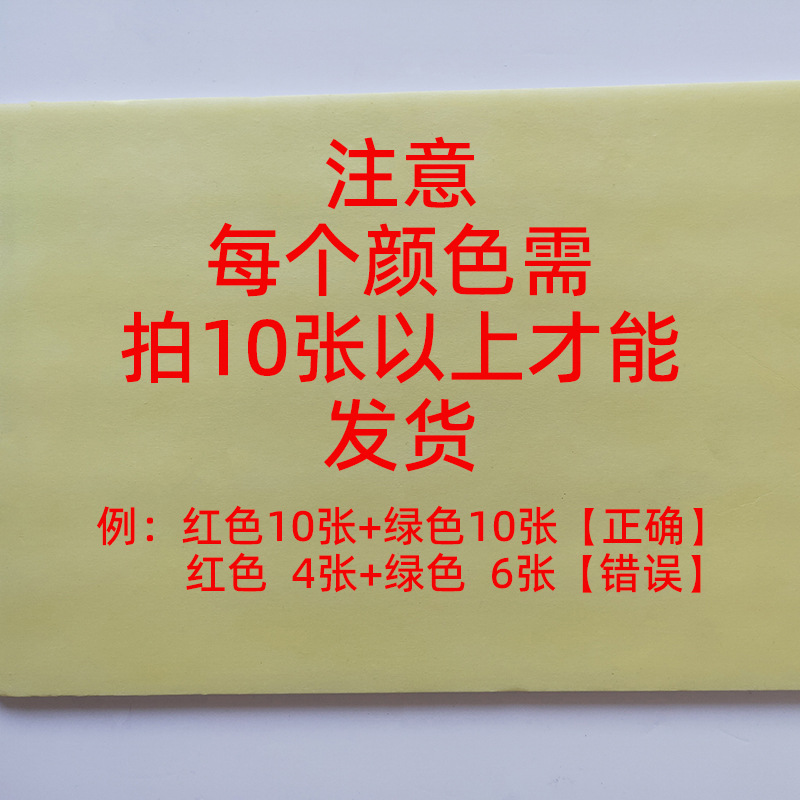 注意
每个颜色需
拍10张以上才能
发货
例：红色10张+绿色10张【正确】
红色 4张+绿色 6张【错误】